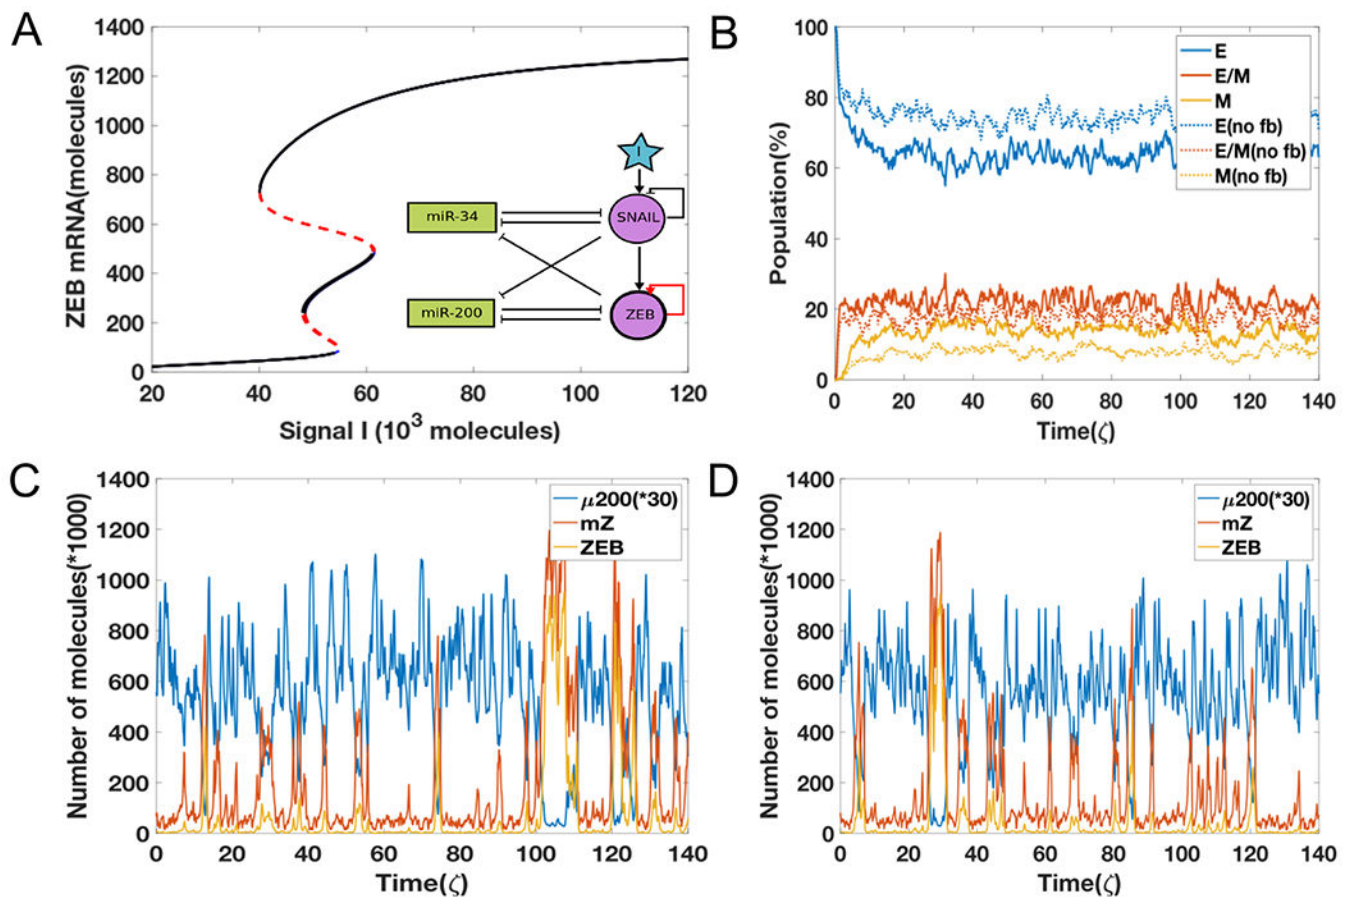 A
1400
1200
1000
800
600
400
200
0
ZEB mRNA(molecules)
20
40
60
80
100
120
Signal I (10³ molecules)
I
miR-34
SNAIL
miR-200
ZEB
B
100
80
60
40
20
0
Population(%)
0
20
40
60
80
100
120
140
Time(ζ)
E
E/M
M
E(no fb)
E/M(no fb)
M(no fb)
C
1400
1200
1000
800
600
400
200
0
Number of molecules(*1000)
0
20
40
60
80
100
120
140
Time(ζ)
μ200(*30)
mZ
ZEB
D
1400
1200
1000
800
600
400
200
0
Number of molecules(*1000)
0
20
40
60
80
100
120
140
Time(ζ)
μ200(*30)
mZ
ZEB